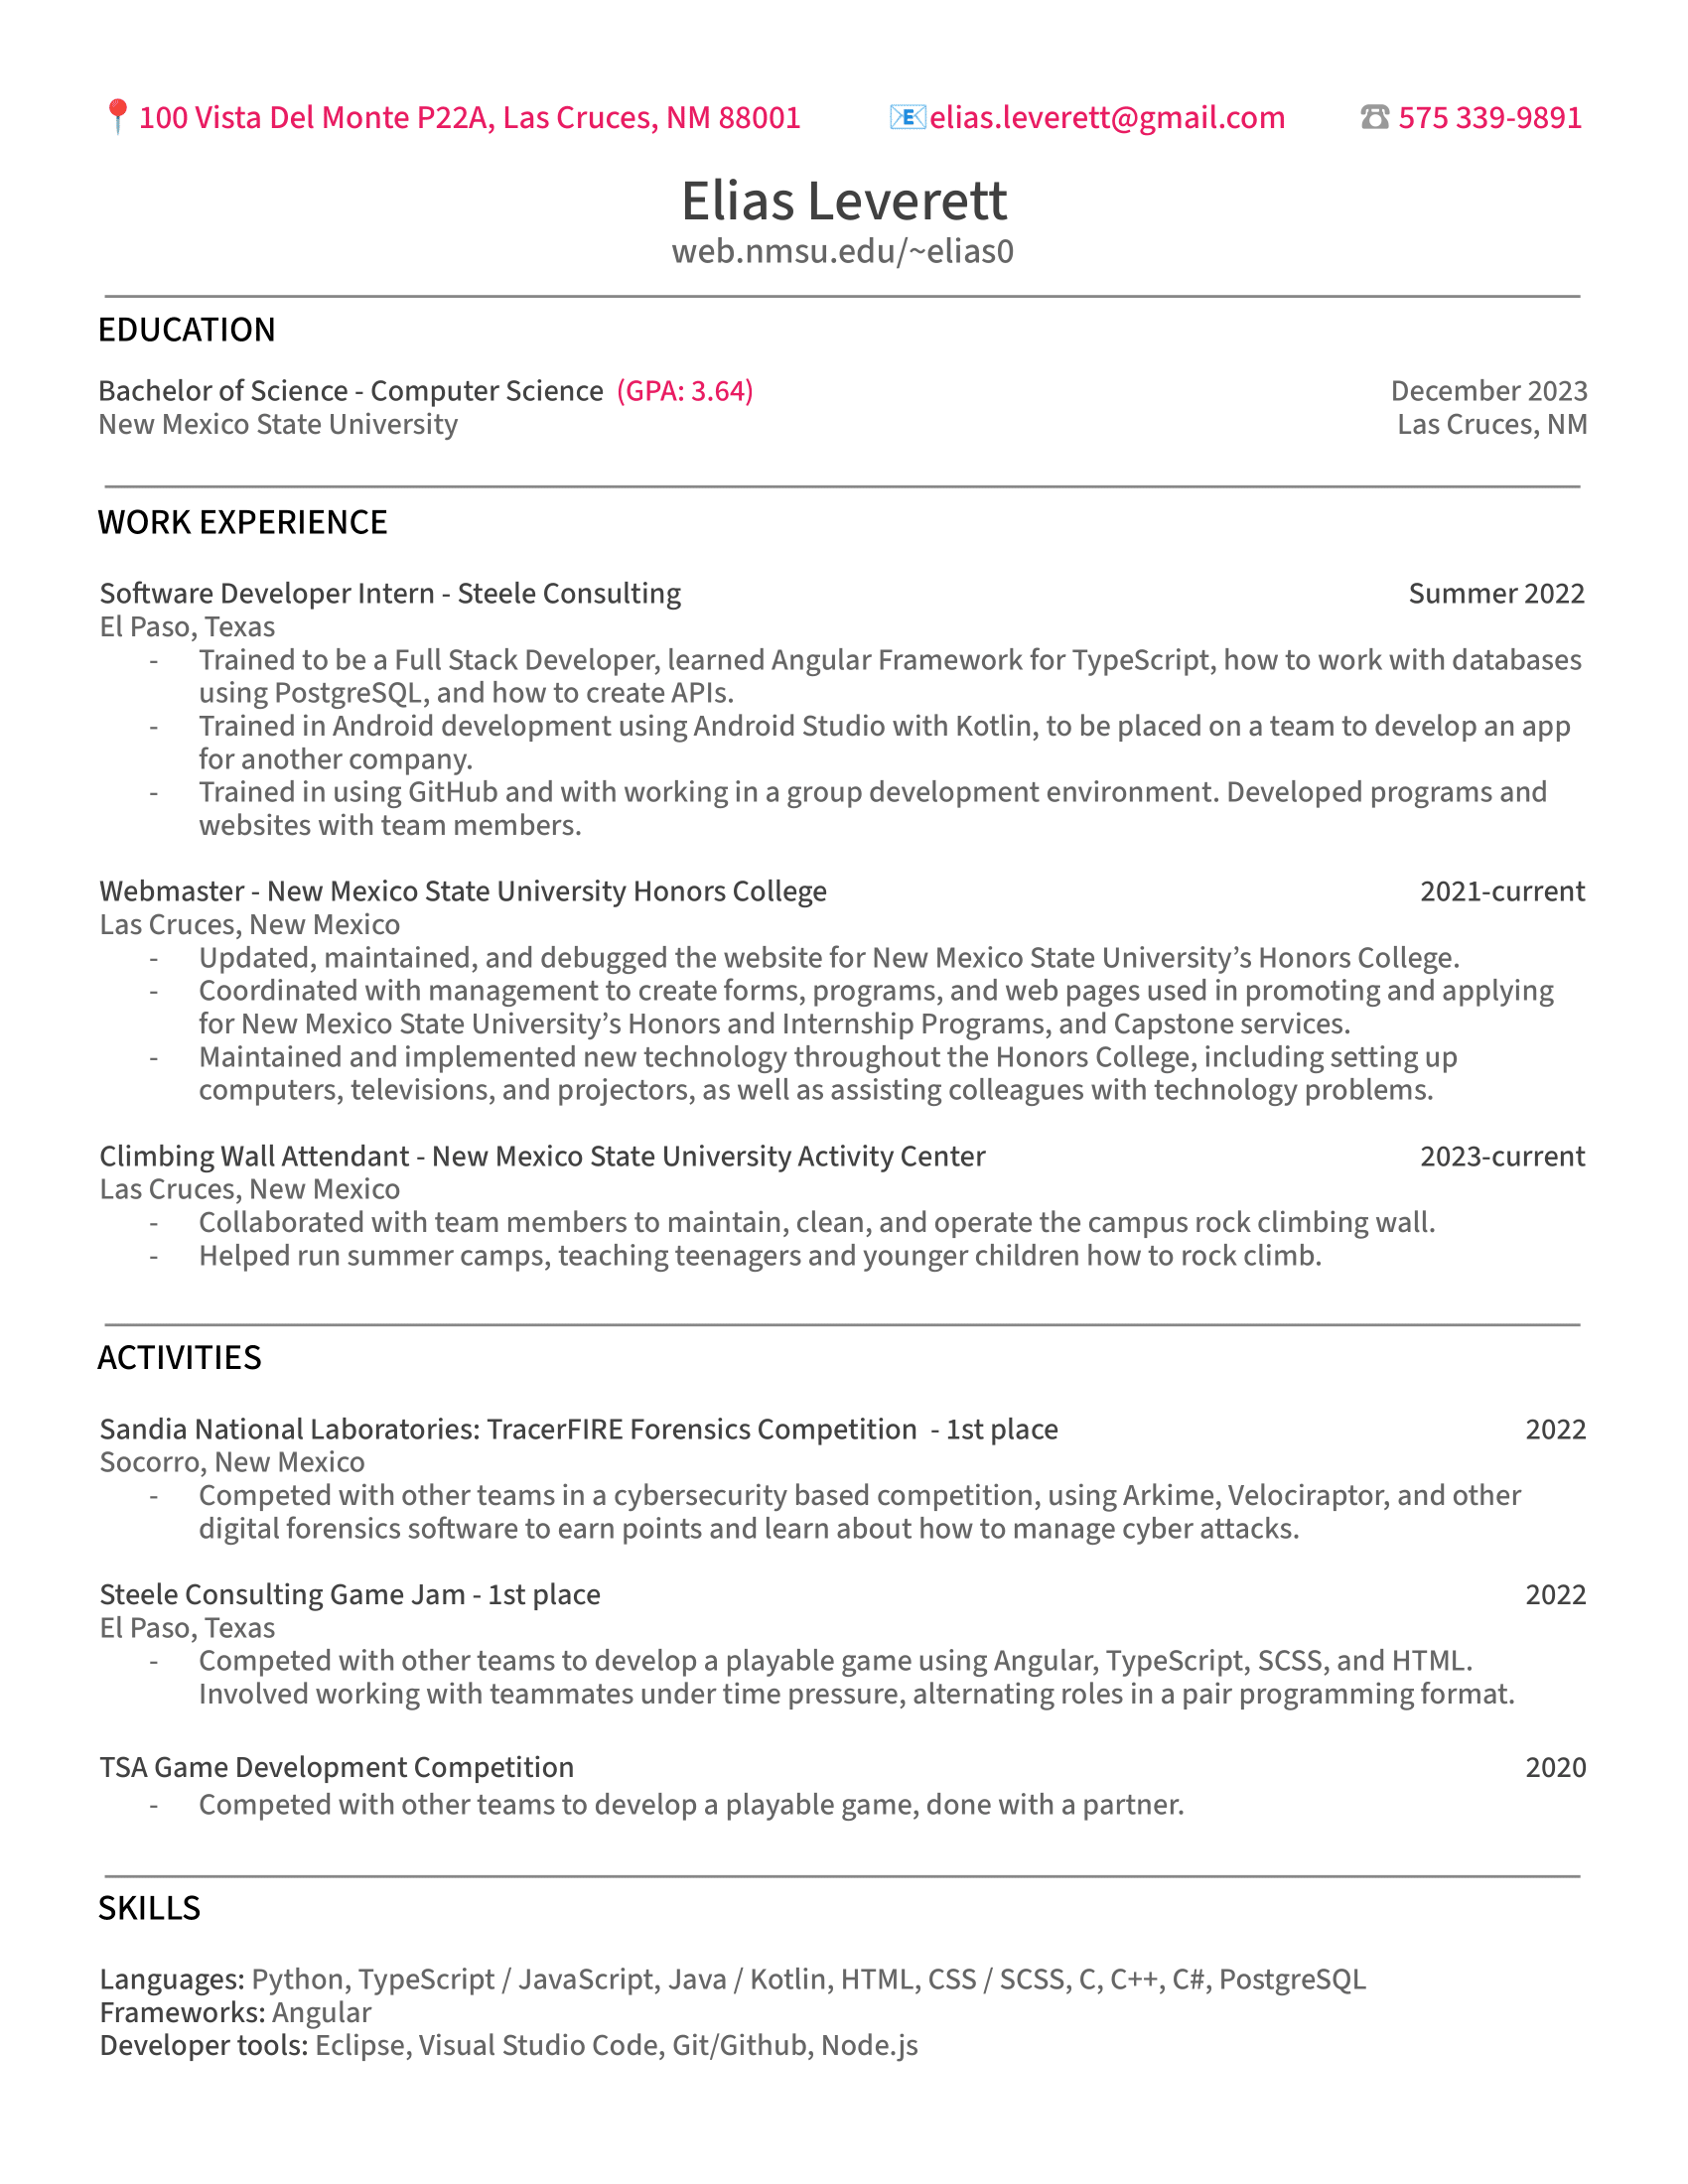 📍100 Vista Del Monte P22A, Las Cruces, NM 88001 📧elias.leverett@gmail.com ☎ 575 339-9891
Elias Leverett
web.nmsu.edu/~elias0
EDUCATION
Bachelor of Science - Computer Science (GPA: 3.64) December 2023
New Mexico State University Las Cruces, NM
WORK EXPERIENCE
Software Developer Intern - Steele Consulting Summer 2022
El Paso, Texas
- Trained to be a Full Stack Developer, learned Angular Framework for TypeScript, how to work with databases
using PostgreSQL, and how to create APIs.
- Trained in Android development using Android Studio with Kotlin, to be placed on a team to develop an app
for another company.
- Trained in using GitHub and with working in a group development environment. Developed programs and
websites with team members.
Webmaster - New Mexico State University Honors College 2021-current
Las Cruces, New Mexico
- Updated, maintained, and debugged the website for New Mexico State University’s Honors College.
- Coordinated with management to create forms, programs, and web pages used in promoting and applying
for New Mexico State University’s Honors and Internship Programs, and Capstone services.
- Maintained and implemented new technology throughout the Honors College, including setting up
computers, televisions, and projectors, as well as assisting colleagues with technology problems.
Climbing Wall Attendant - New Mexico State University Activity Center 2023-current
Las Cruces, New Mexico
- Collaborated with team members to maintain, clean, and operate the campus rock climbing wall.
- Helped run summer camps, teaching teenagers and younger children how to rock climb.
ACTIVITIES
Sandia National Laboratories: TracerFIRE Forensics Competition - 1st place 2022
Socorro, New Mexico
- Competed with other teams in a cybersecurity based competition, using Arkime, Velociraptor, and other
digital forensics software to earn points and learn about how to manage cyber attacks.
Steele Consulting Game Jam - 1st place 2022
El Paso, Texas
- Competed with other teams to develop a playable game using Angular, TypeScript, SCSS, and HTML.
Involved working with teammates under time pressure, alternating roles in a pair programming format.
TSA Game Development Competition 2020
- Competed with other teams to develop a playable game, done with a partner.
SKILLS
Languages: Python, TypeScript / JavaScript, Java / Kotlin, HTML, CSS / SCSS, C, C++, C#, PostgreSQL
Frameworks: Angular
Developer tools: Eclipse, Visual Studio Code, Git/Github, Node.js